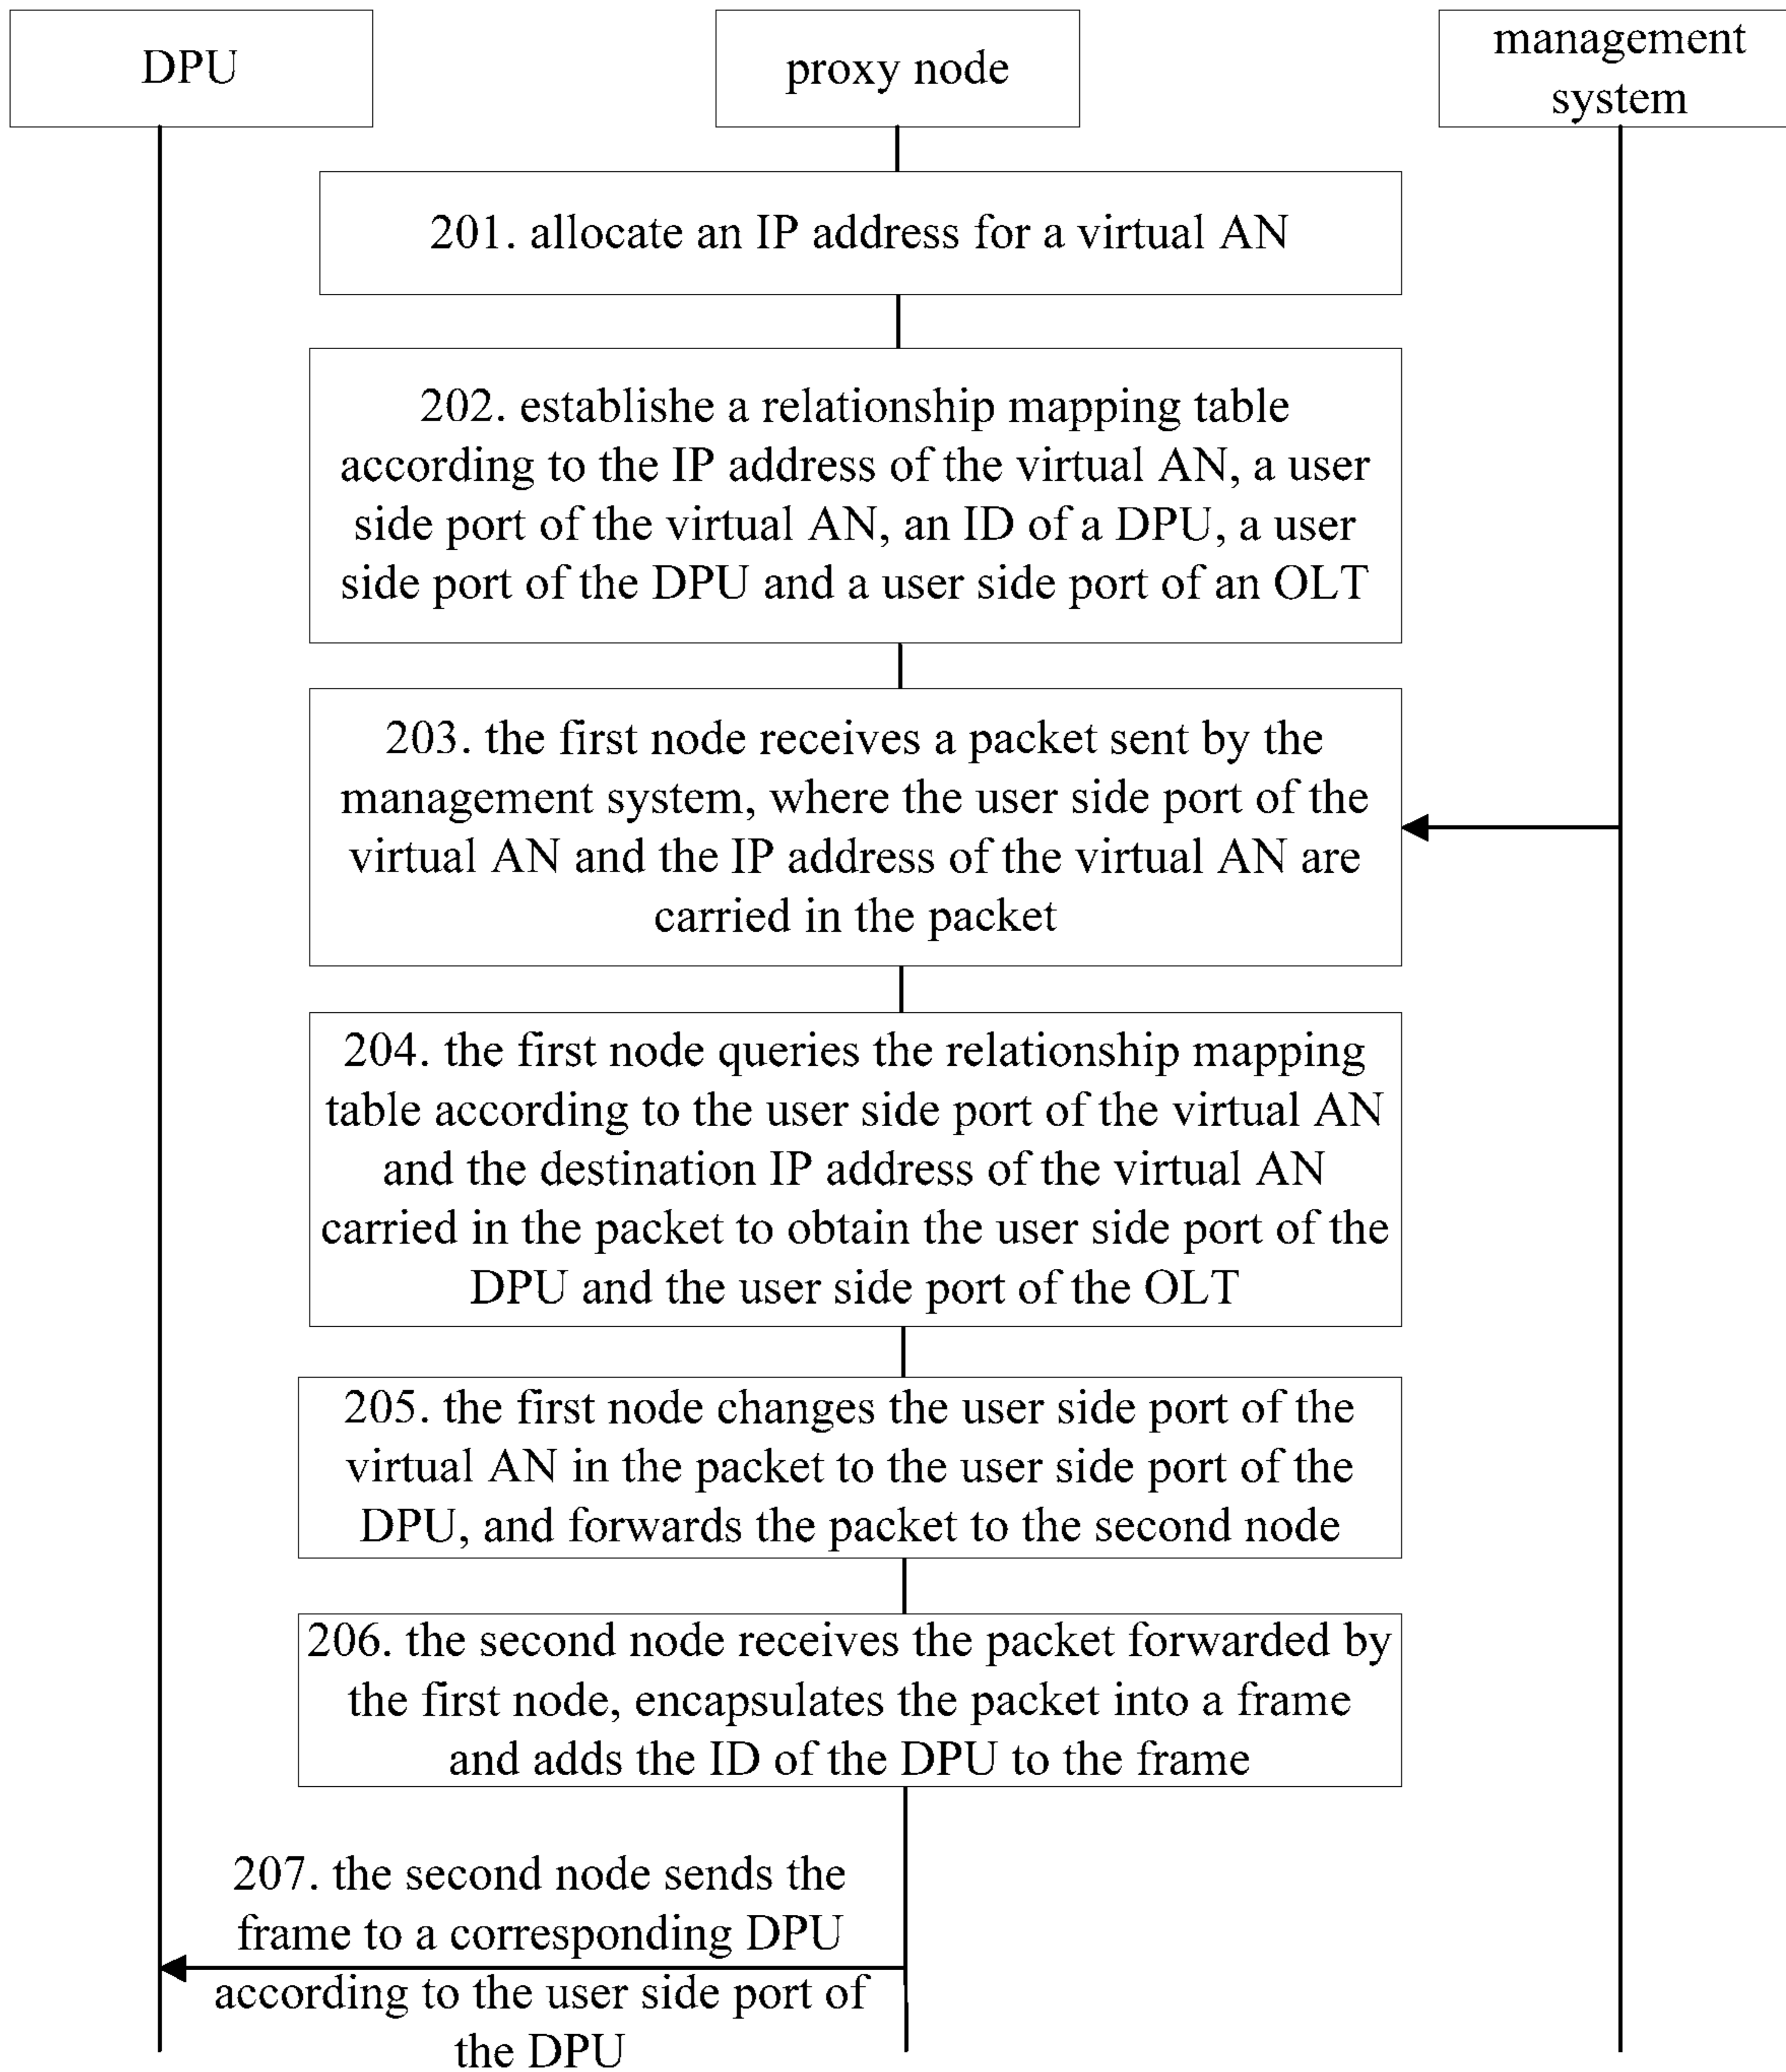 DPU
proxy node
management
system
201. allocate an IP address for a virtual AN
202. establishe a relationship mapping table
according to the IP address of the virtual AN, a user
side port of the virtual AN, an ID of a DPU, a user
side port of the DPU and a user side port of an OLT
203. the first node receives a packet sent by the
management system, where the user side port of the
virtual AN and the IP address of the virtual AN are
carried in the packet
204. the first node queries the relationship mapping
table according to the user side port of the virtual AN
and the destination IP address of the virtual AN
carried in the packet to obtain the user side port of the
DPU and the user side port of the OLT
205. the first node changes the user side port of the
virtual AN in the packet to the user side port of the
DPU, and forwards the packet to the second node
206. the second node receives the packet forwarded by
the first node, encapsulates the packet into a frame
and adds the ID of the DPU to the frame
207. the second node sends the
frame to a corresponding DPU
according to the user side port of
the DPU